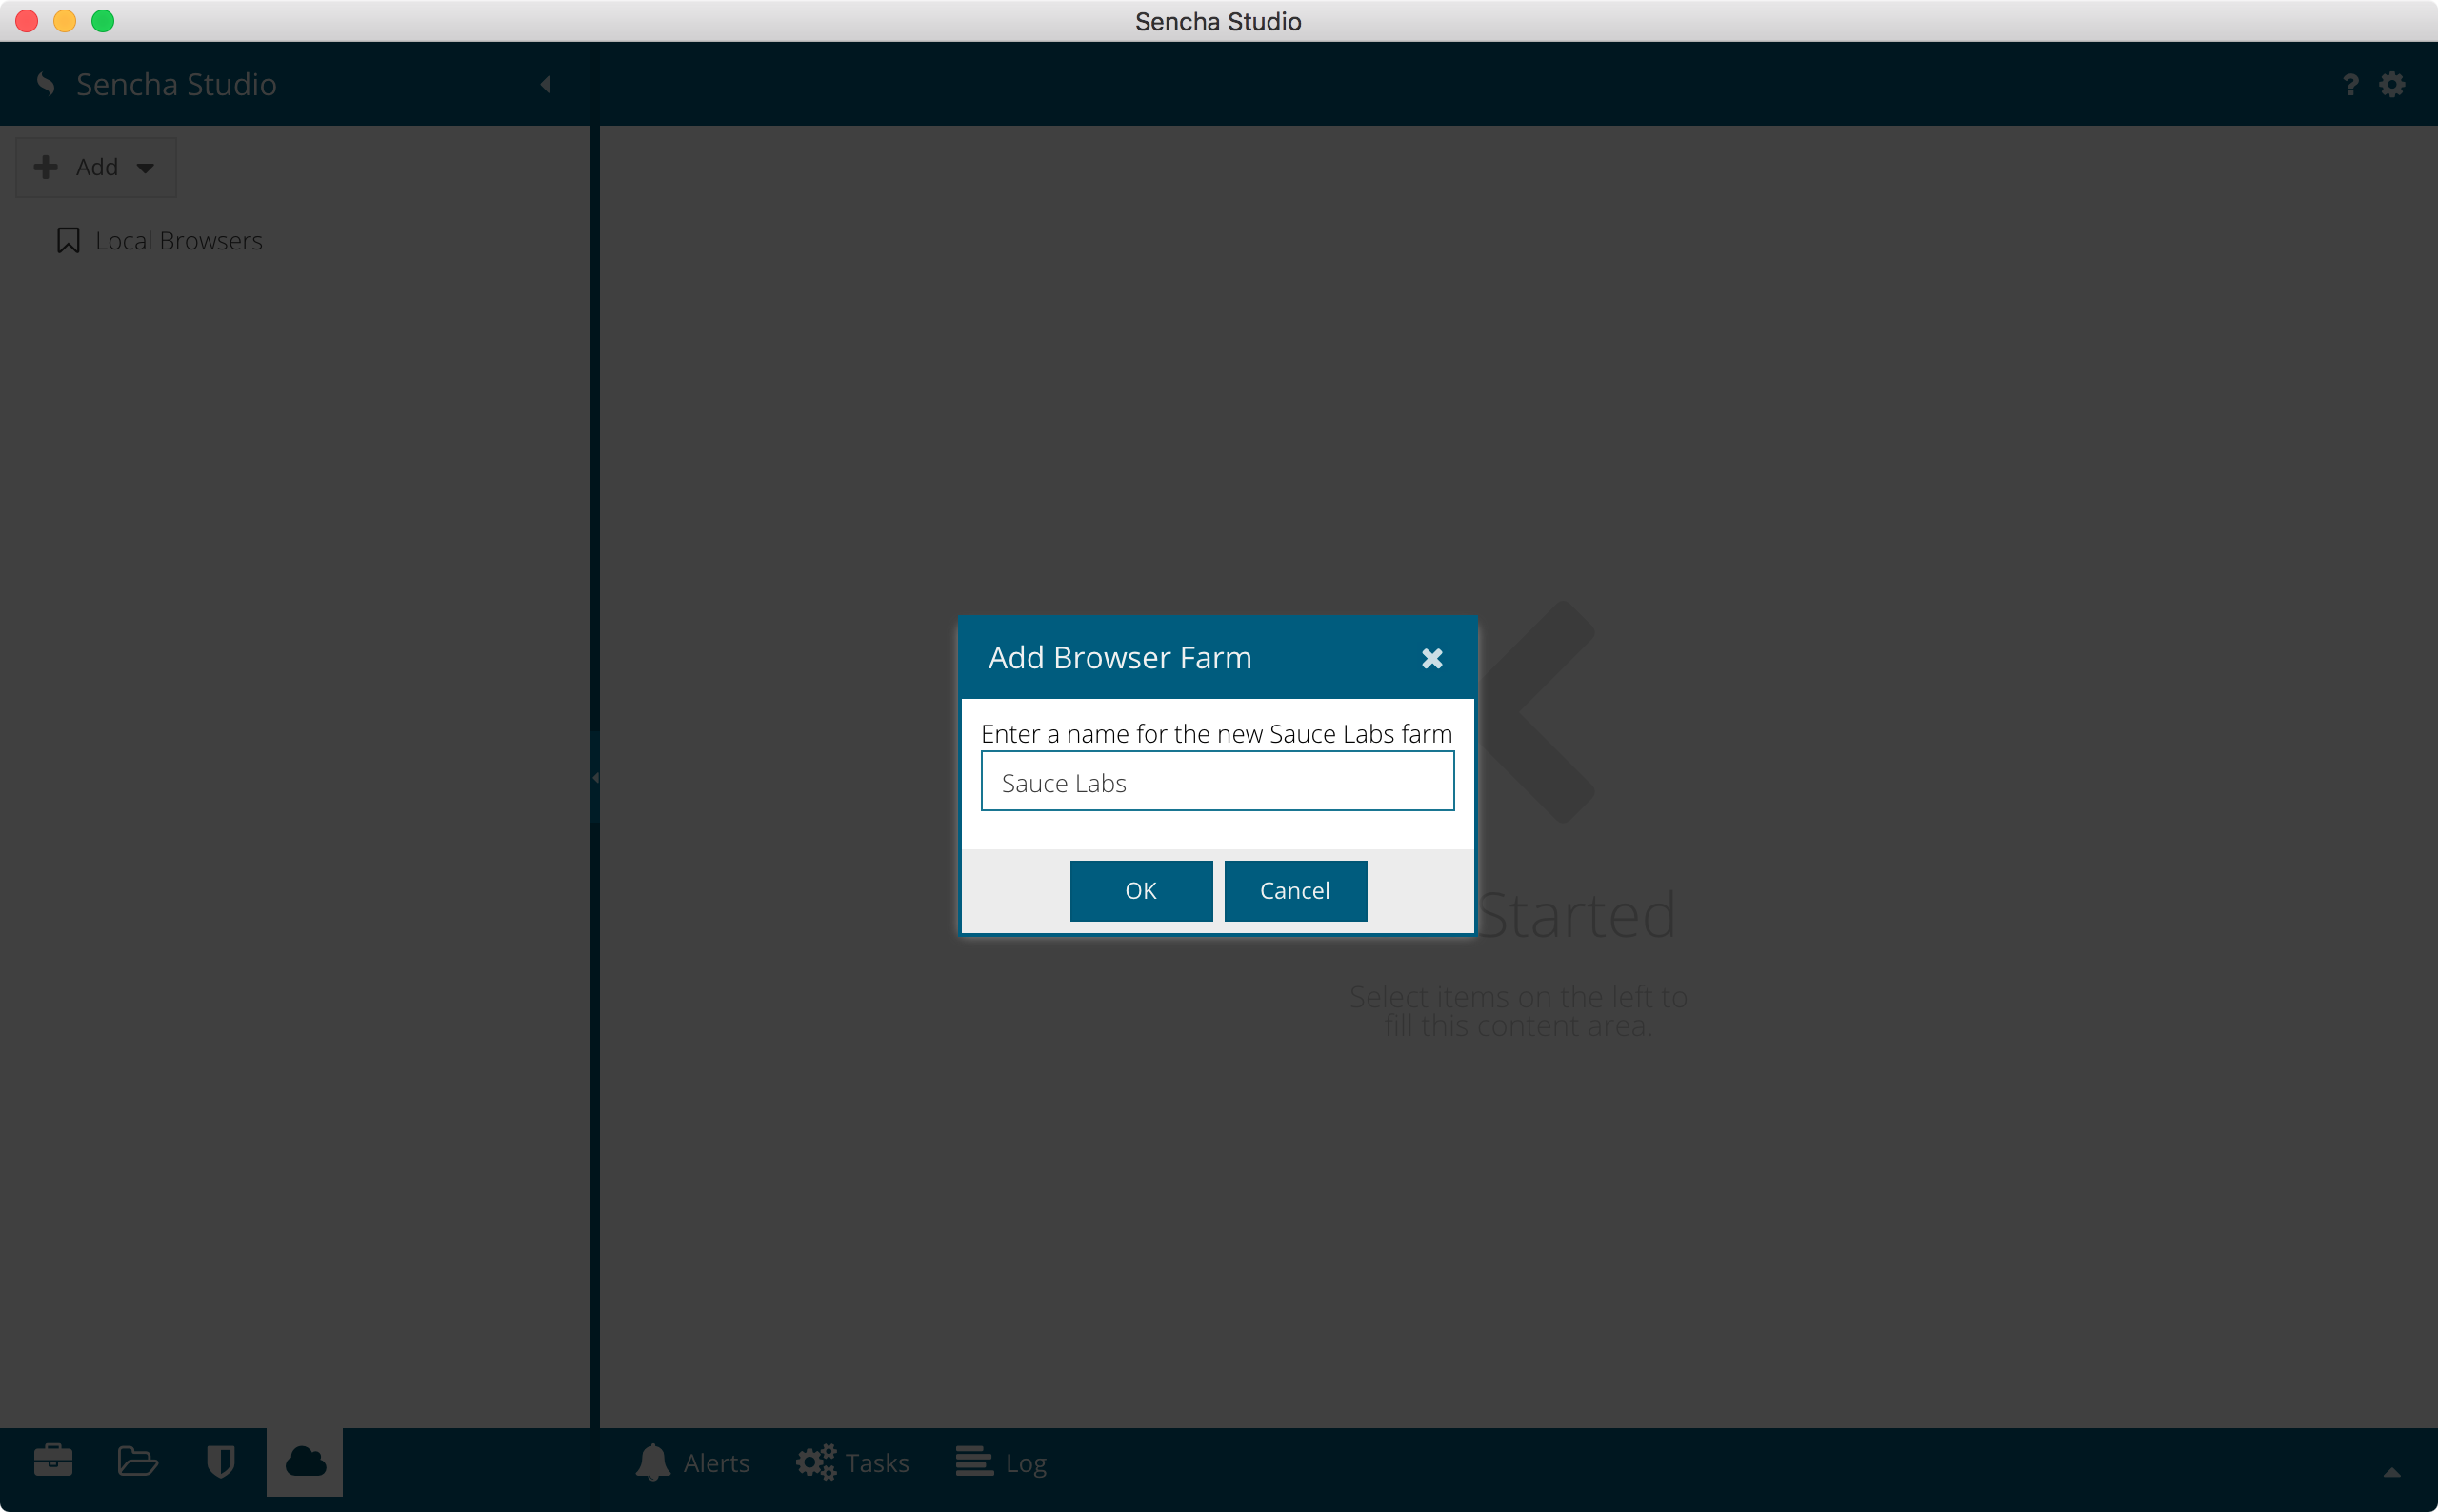 Sencha Studio
Sencha Studio
?
Add
Local Browsers
Add Browser Farm
Enter a name for the new Sauce Labs farm
Sauce Labs
OK
Cancel
Started
Select items on the left to
fill this content area.
Alerts
Tasks
Log